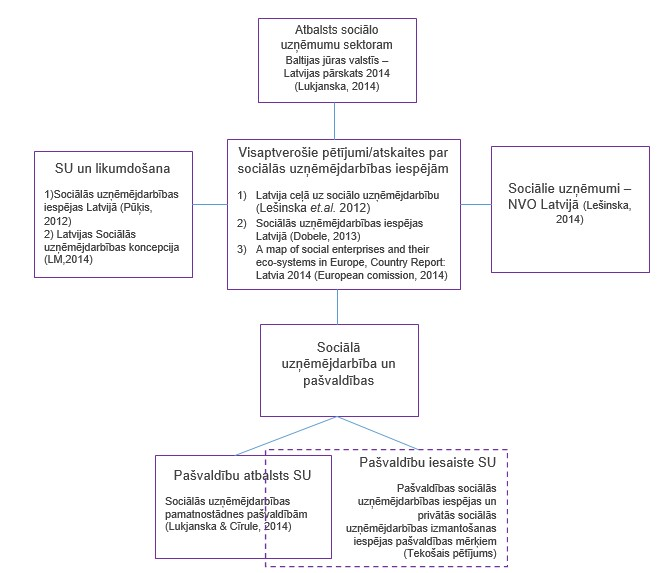 Atbalsts sociālo
uzņēmumu sektoram
Baltijas jūras valstīs –
Latvijas pārskats 2014
(Lukjanska, 2014)
SU un likumdošana
1)Sociālās uzņēmējdarbības
iespējas Latvijā (Pūķis,
2012)
2) Latvijas Sociālās
uzņēmējdarbības koncepcija
(LM,2014)
Visaptverošie pētījumi/atskaites par
sociālās uzņēmējdarbības iespējām
1) Latvija ceļā uz sociālo uzņēmējdarbību
(Lešinska et.al. 2012)
2) Sociālās uzņēmējdarbības iespējas
Latvijā (Dobele, 2013)
3) A map of social enterprises and their
eco-systems in Europe, Country Report:
Latvia 2014 (European comission, 2014)
Sociālie uzņēmumi –
NVO Latvijā (Lešinska,
2014)
Sociālā
uzņēmējdarbība un
pašvaldības
Pašvaldību atbalsts SU
Sociālās uzņēmējdarbības
pamatnostādnes pašvaldībām
(Lukjanska & Cīrule, 2014)
Pašvaldību iesaiste SU
Pašvaldības sociālās
uzņēmējdarbības iespējas un
privātās sociālās
uzņēmējdarbības izmantošanas
iespējas pašvaldības mērķiem
(Tekošais pētījums)